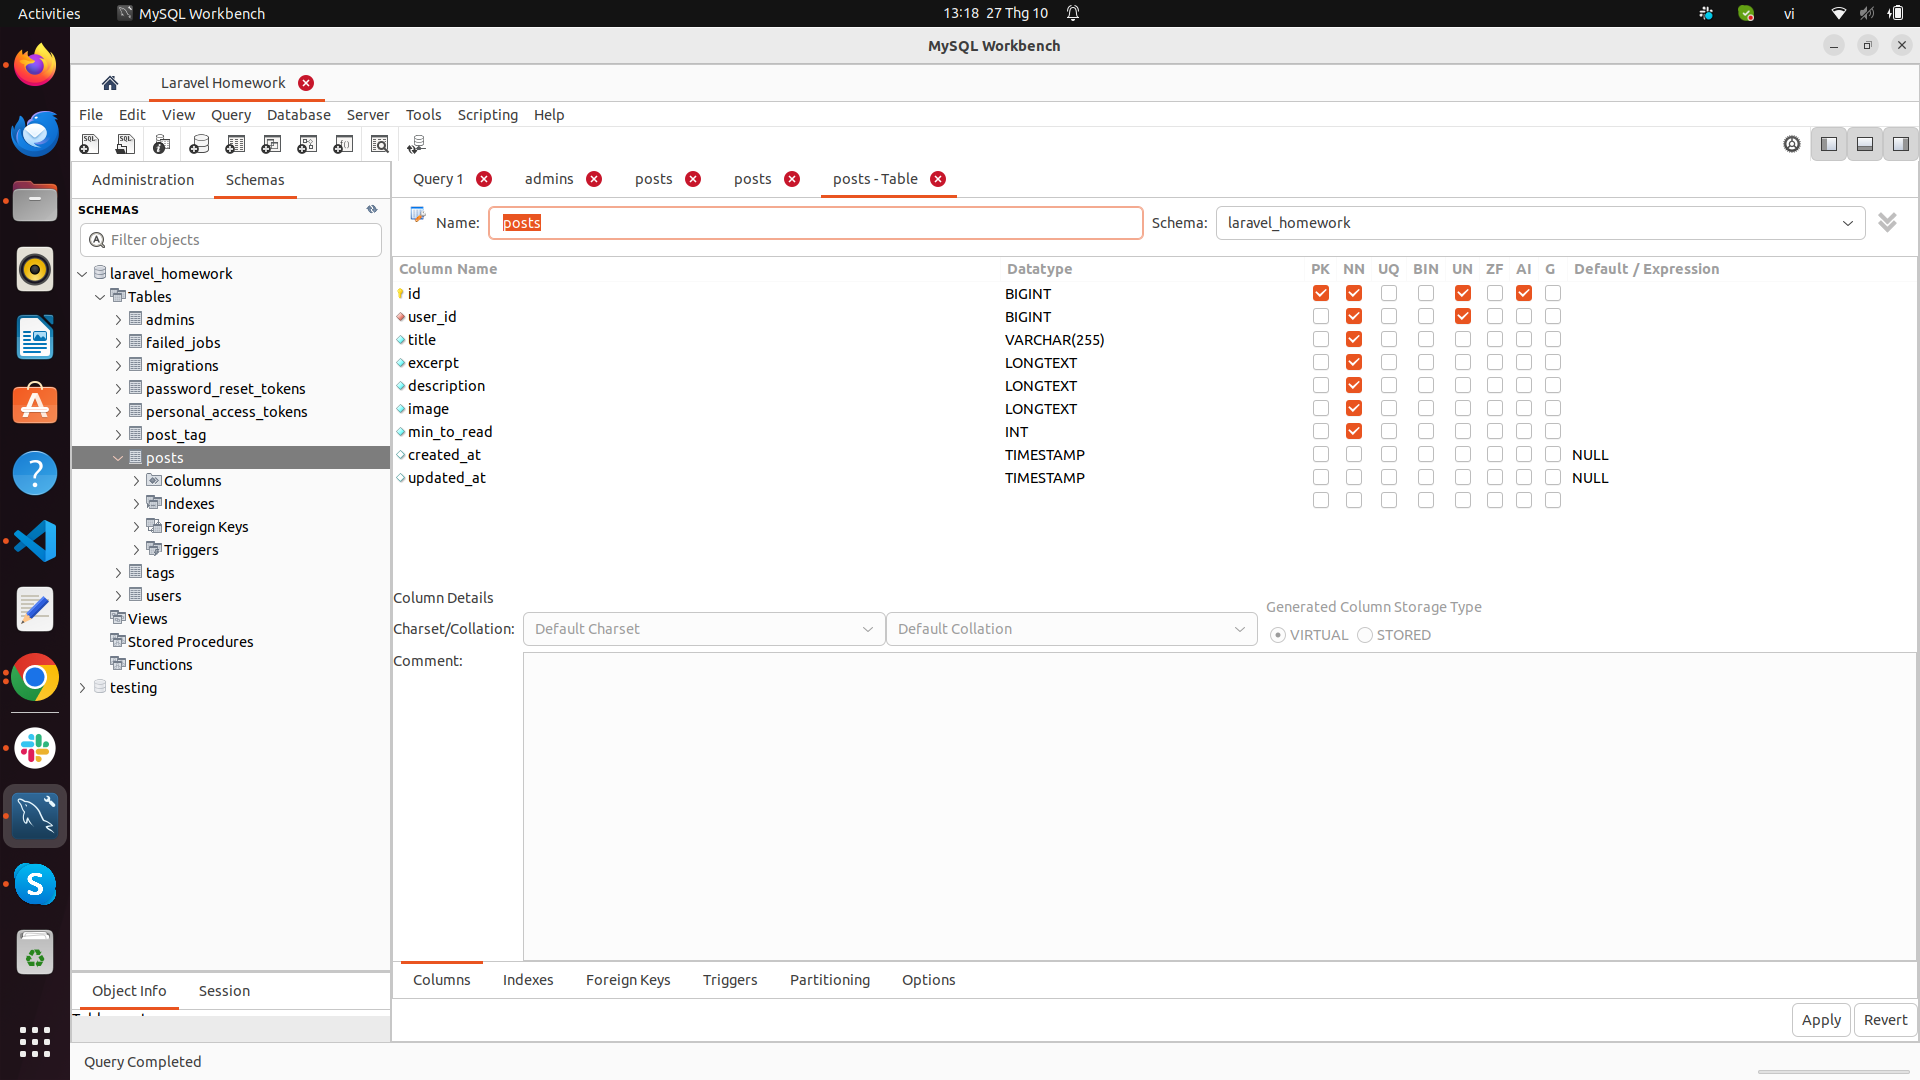 Activities
MySQL Workbench
13:18 27 Thg 10
vi
MySQL Workbench
Laravel Homework
File Edit View Query Database Server Tools Scripting Help
Administration Schemas
SCHEMAS
Filter objects
laravel_homework
Tables
admins
failed_jobs
migrations
password_reset_tokens
personal_access_tokens
post_tag
posts
Columns
Indexes
Foreign Keys
Triggers
tags
users
Views
Stored Procedures
Functions
testing
Object Info Session
Query 1 admins posts posts posts - Table
Name: posts Schema: laravel_homework
Column Name Datatype PK NN UQ BIN UN ZF AI G Default / Expression
id BIGINT
user_id BIGINT
title VARCHAR(255)
excerpt LONGTEXT
description LONGTEXT
image LONGTEXT
min_to_read INT
created_at TIMESTAMP NULL
updated_at TIMESTAMP NULL
Column Details
Charset/Collation: Default Charset Default Collation
Generated Column Storage Type
VIRTUAL STORED
Comment:
Columns Indexes Foreign Keys Triggers Partitioning Options
Apply Revert
Query Completed